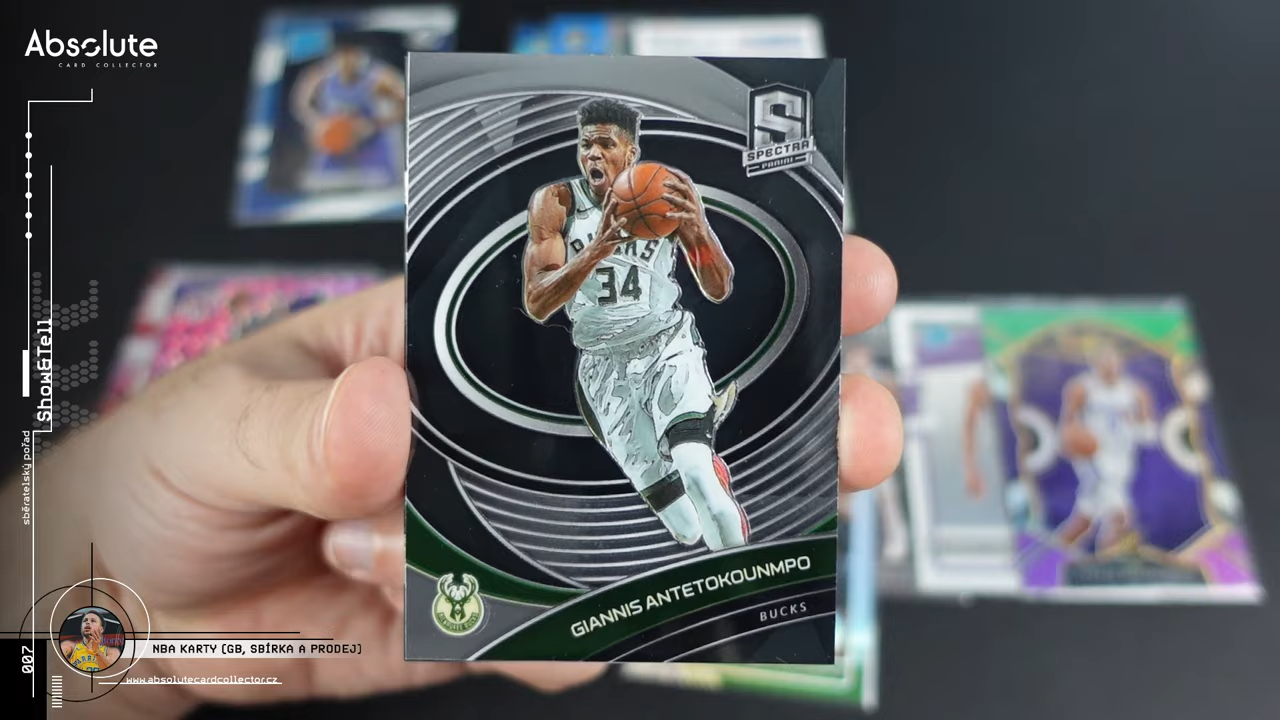 Absolute
CARD COLLECTOR
Show&Tell
sběratelský pořad
007
NBA KARTY (GB, SBÍRKA A PRODEJ)
www.absolutecardcollector.cz
S
SPECTRA
PANINI
BUCKS
34
GIANNIS ANTETOKOUNMPO
BUCKS